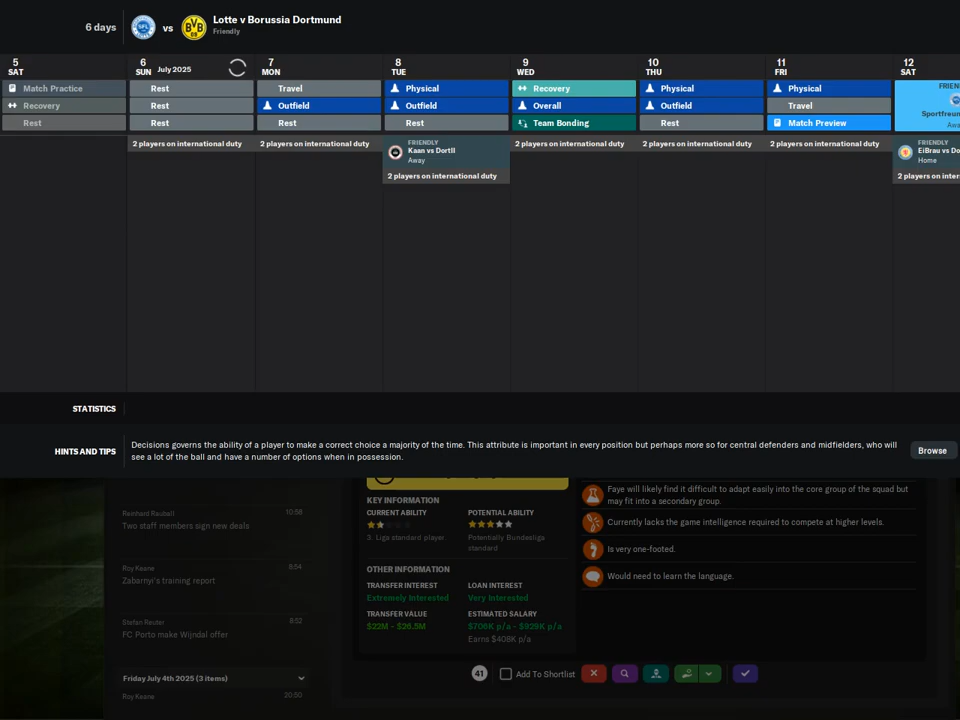 6 days
vs
Lotte v Borussia Dortmund
Friendly
5
SAT
6
SUN July 2025
7
MON
8
TUE
9
WED
10
THU
11
FRI
12
SAT
Match Practice
Recovery
Rest
Rest
Rest
Rest
2 players on international duty
Travel
Outfield
Rest
2 players on international duty
Physical
Outfield
Rest
FRIENDLY
Kaan vs DortII
Away
2 players on international duty
Recovery
Overall
Team Bonding
2 players on international duty
Physical
Outfield
Rest
2 players on international duty
Physical
Travel
Match Preview
2 players on international duty
FRIEN
Sportfreun
Awa
FRIENDLY
EiBrau vs Do
Home
2 players on inter
STATISTICS
HINTS AND TIPS
Decisions governs the ability of a player to make a correct choice a majority of the time. This attribute is important in every position but perhaps more so for central defenders and midfielders, who will
see a lot of the ball and have a number of options when in possession.
Browse
Reinhard Rauball 10:58
Two staff members sign new deals
Roy Keane 8:54
Zabarnyi's training report
Stefan Reuter 8:52
FC Porto make Wijndal offer
Friday July 4th 2025 (3 items)
Roy Keane 20:50
KEY INFORMATION
CURRENT ABILITY
3. Liga standard player
POTENTIAL ABILITY
Potentially Bundesliga
standard
OTHER INFORMATION
TRANSFER INTEREST
Extremely Interested
LOAN INTEREST
Very Interested
TRANSFER VALUE
$22M - $26.5M
ESTIMATED SALARY
$708K p/a - $929K p/a
Earns $408K p/a
Faye will likely find it difficult to adapt easily into the core group of the squad but
may fit into a secondary group.
Currently lacks the game intelligence required to compete at higher levels.
Is very one-footed.
Would need to learn the language.
41
Add To Shortlist